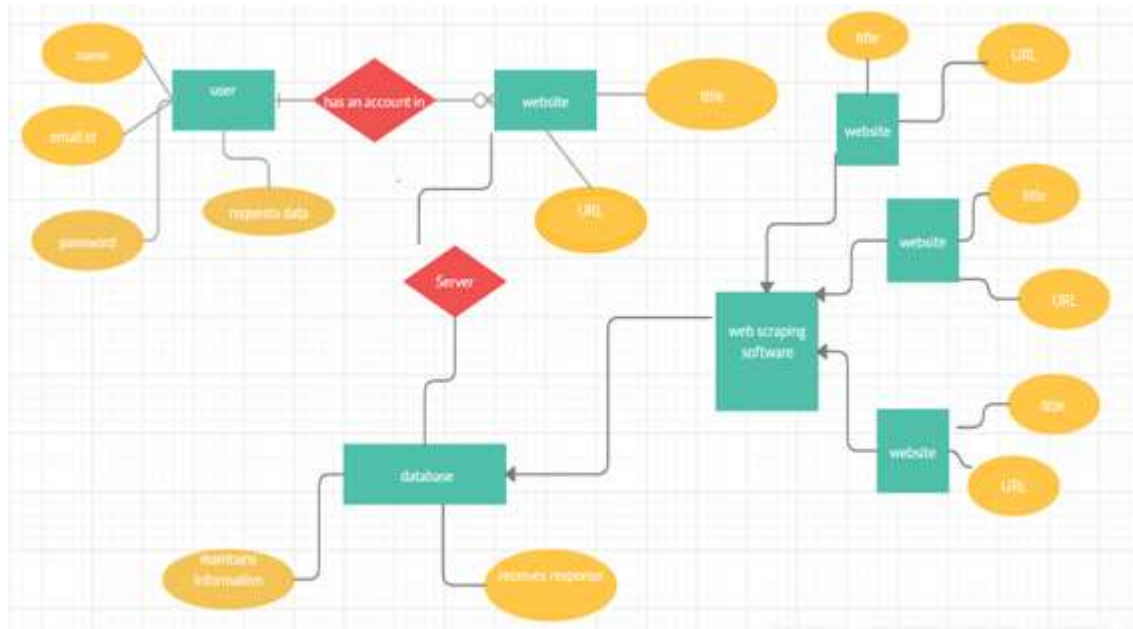 name
user
has an account in
website
title
email.id
requests data
password
URL
title
URL
website
title
website
URL
Server
web scraping
software
title
website
URL
database
maintains
information
receives response